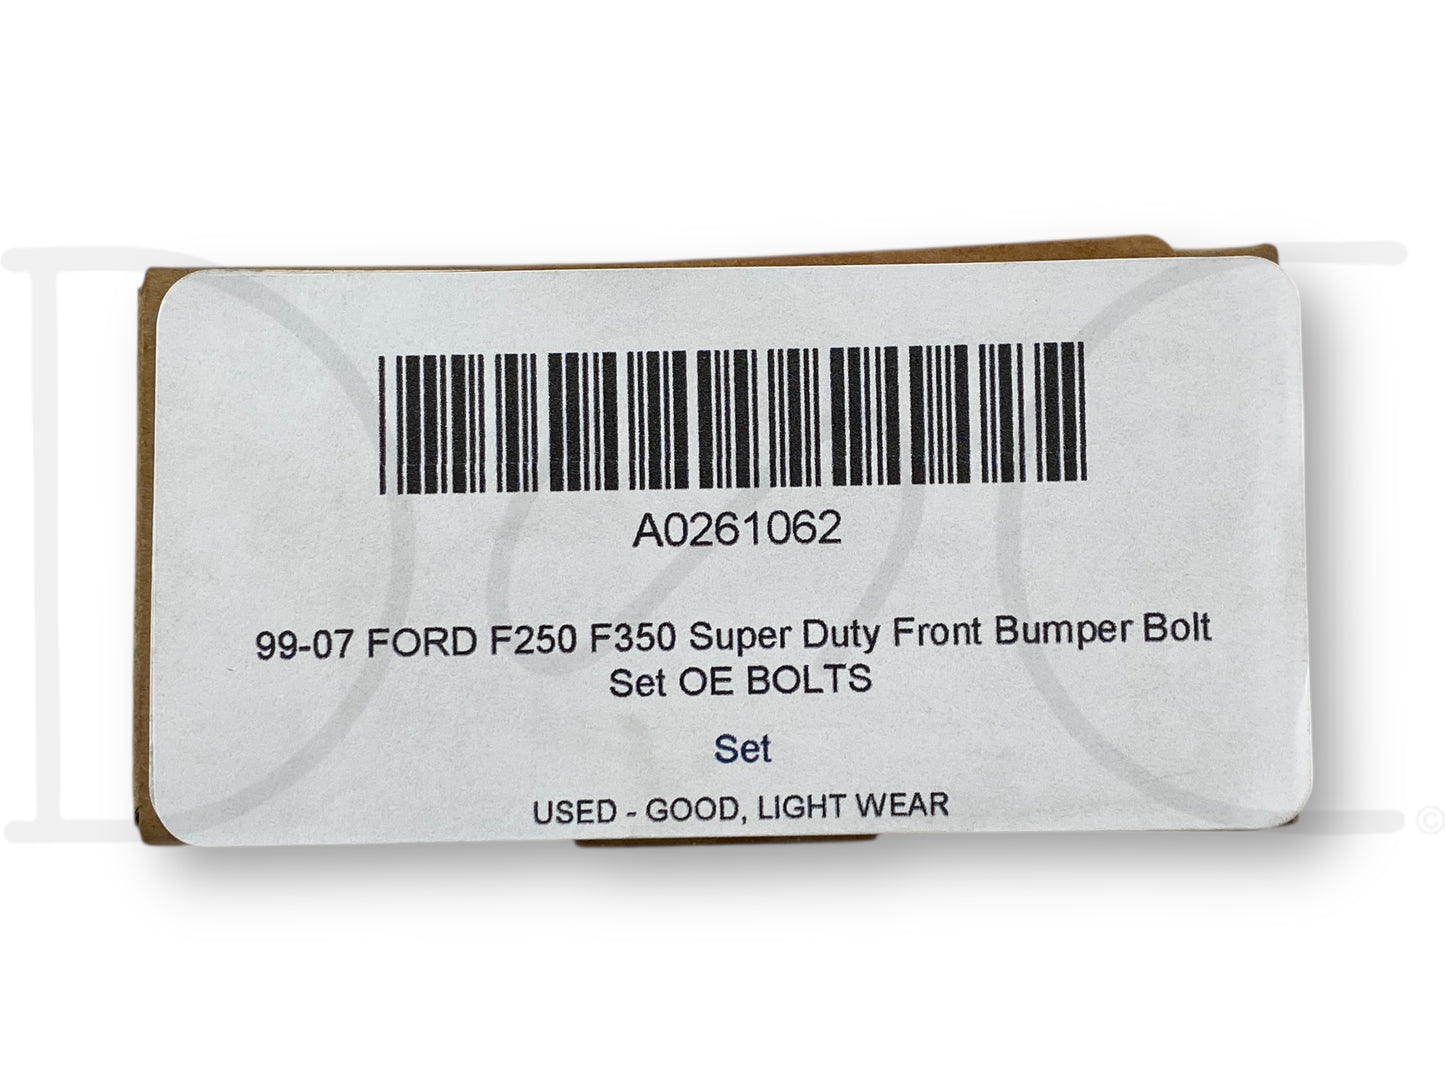 A0261062
99-07 FORD F250 F350 Super Duty Front Bumper Bolt
Set OE BOLTS
Set
USED - GOOD, LIGHT WEAR
©